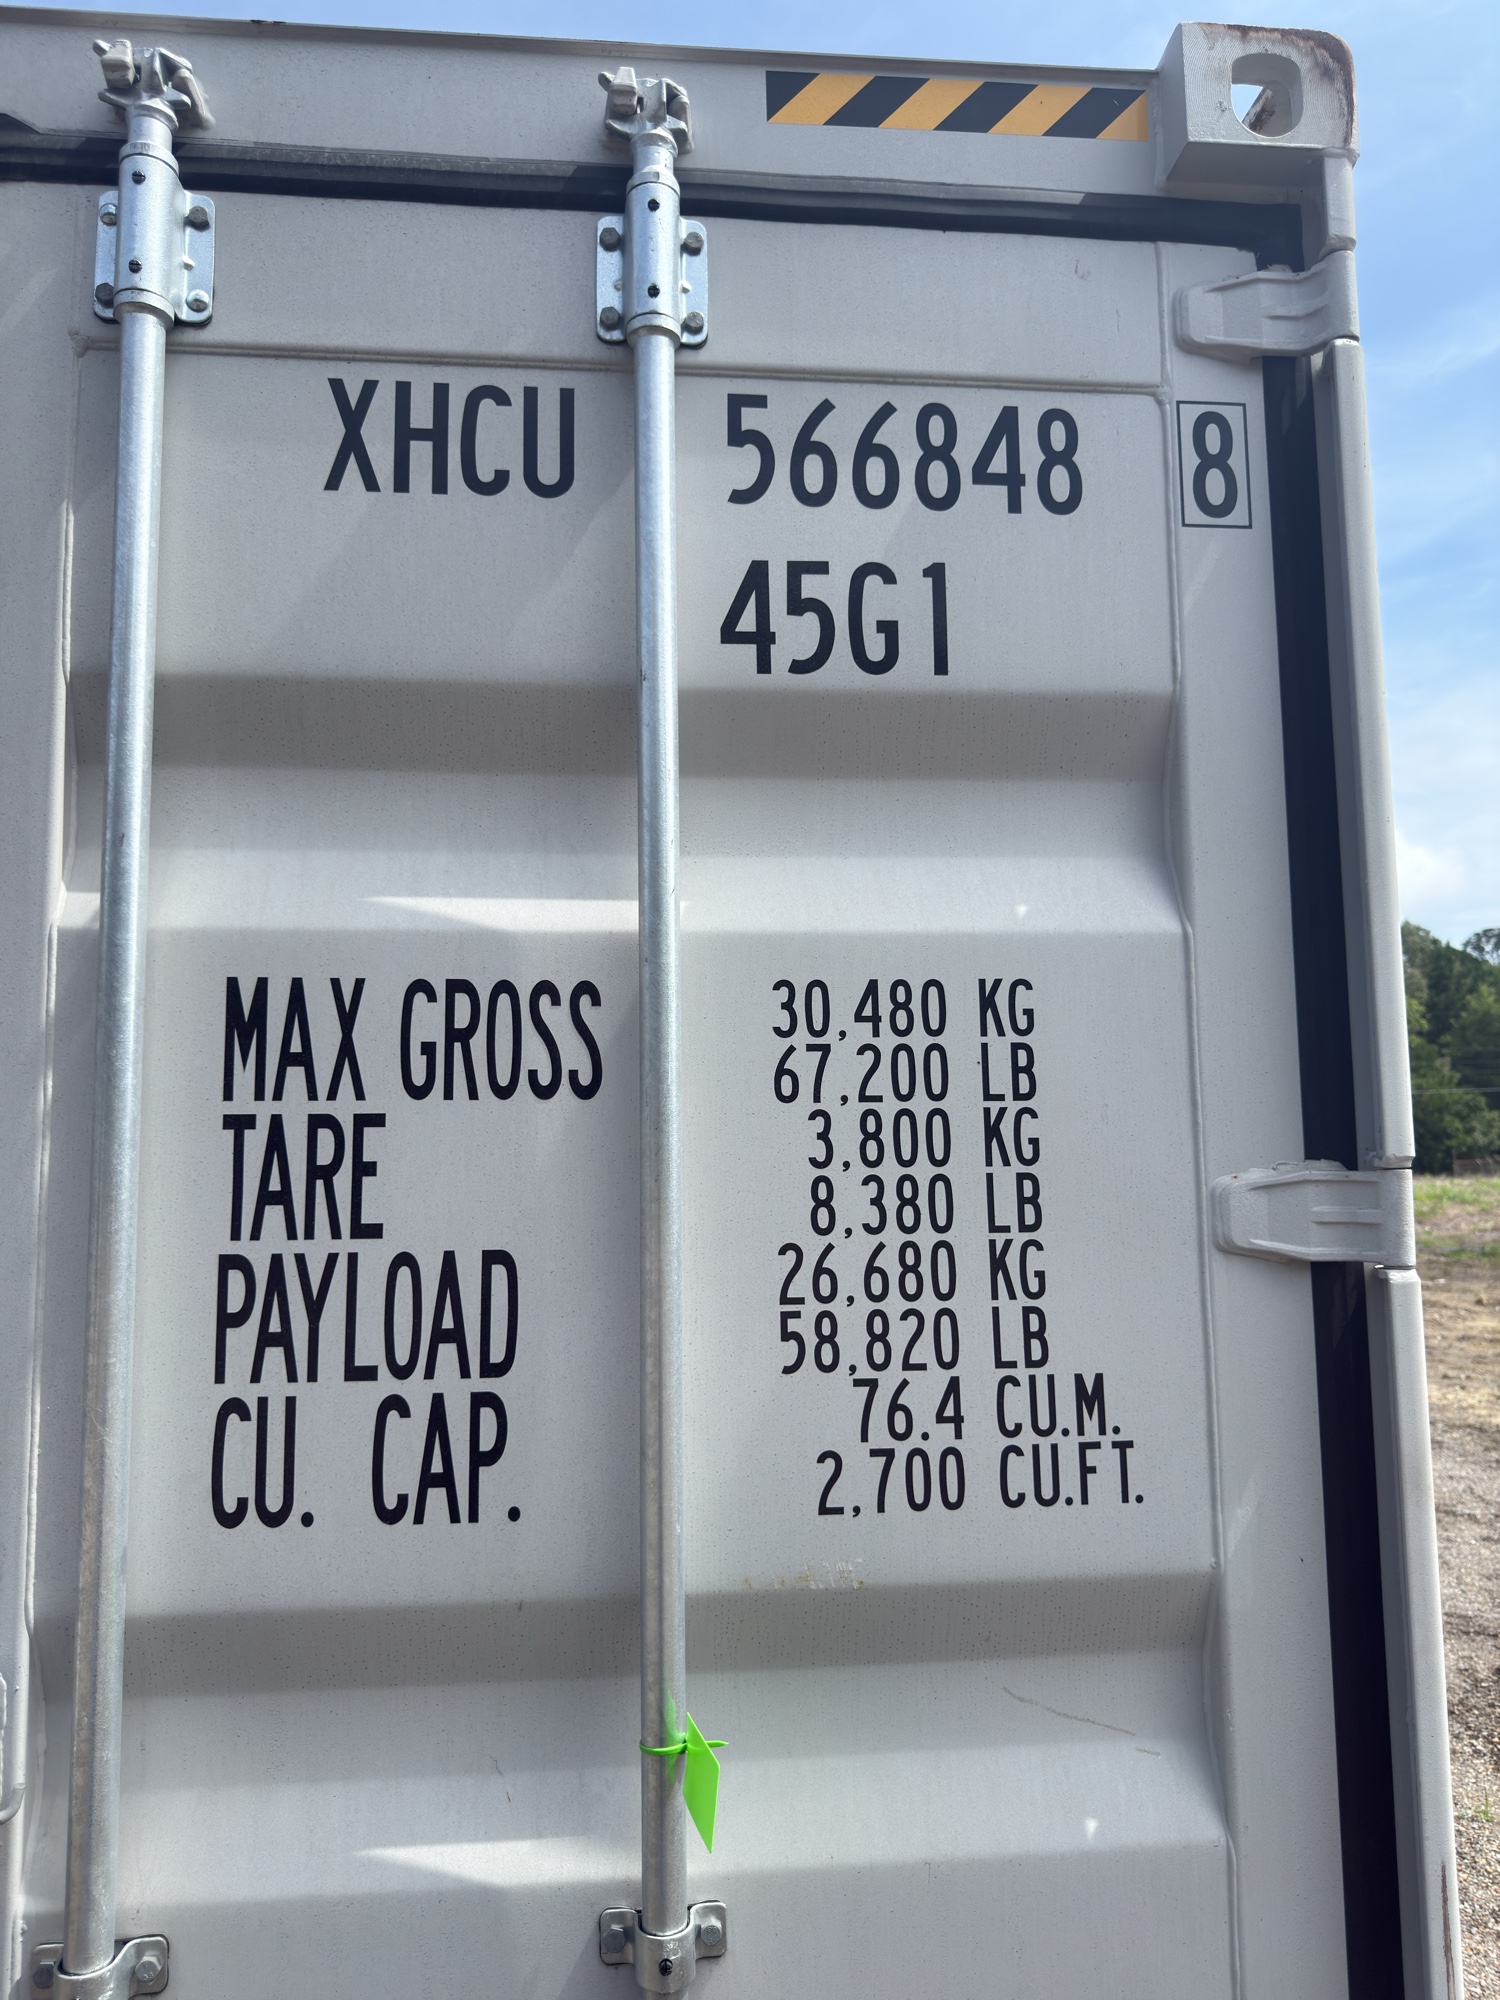 XHCU 566848 8
45G1
MAX GROSS 30,480 KG
67,200 LB
TARE 3,800 KG
8,380 LB
PAYLOAD 26,680 KG
58,820 LB
CU. CAP. 76.4 CU.M.
2,700 CU.FT.